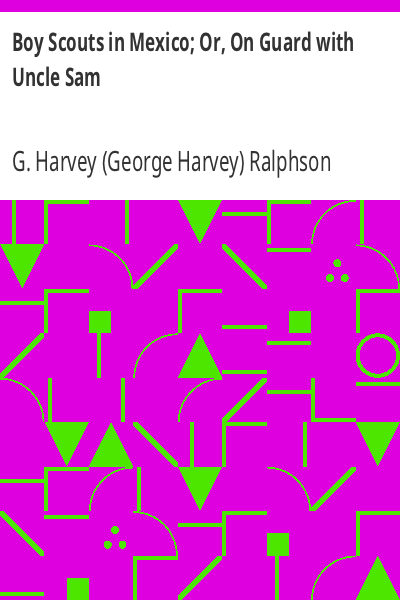 Boy Scouts in Mexico; Or, On Guard with
Uncle Sam
G. Harvey (George Harvey) Ralphson